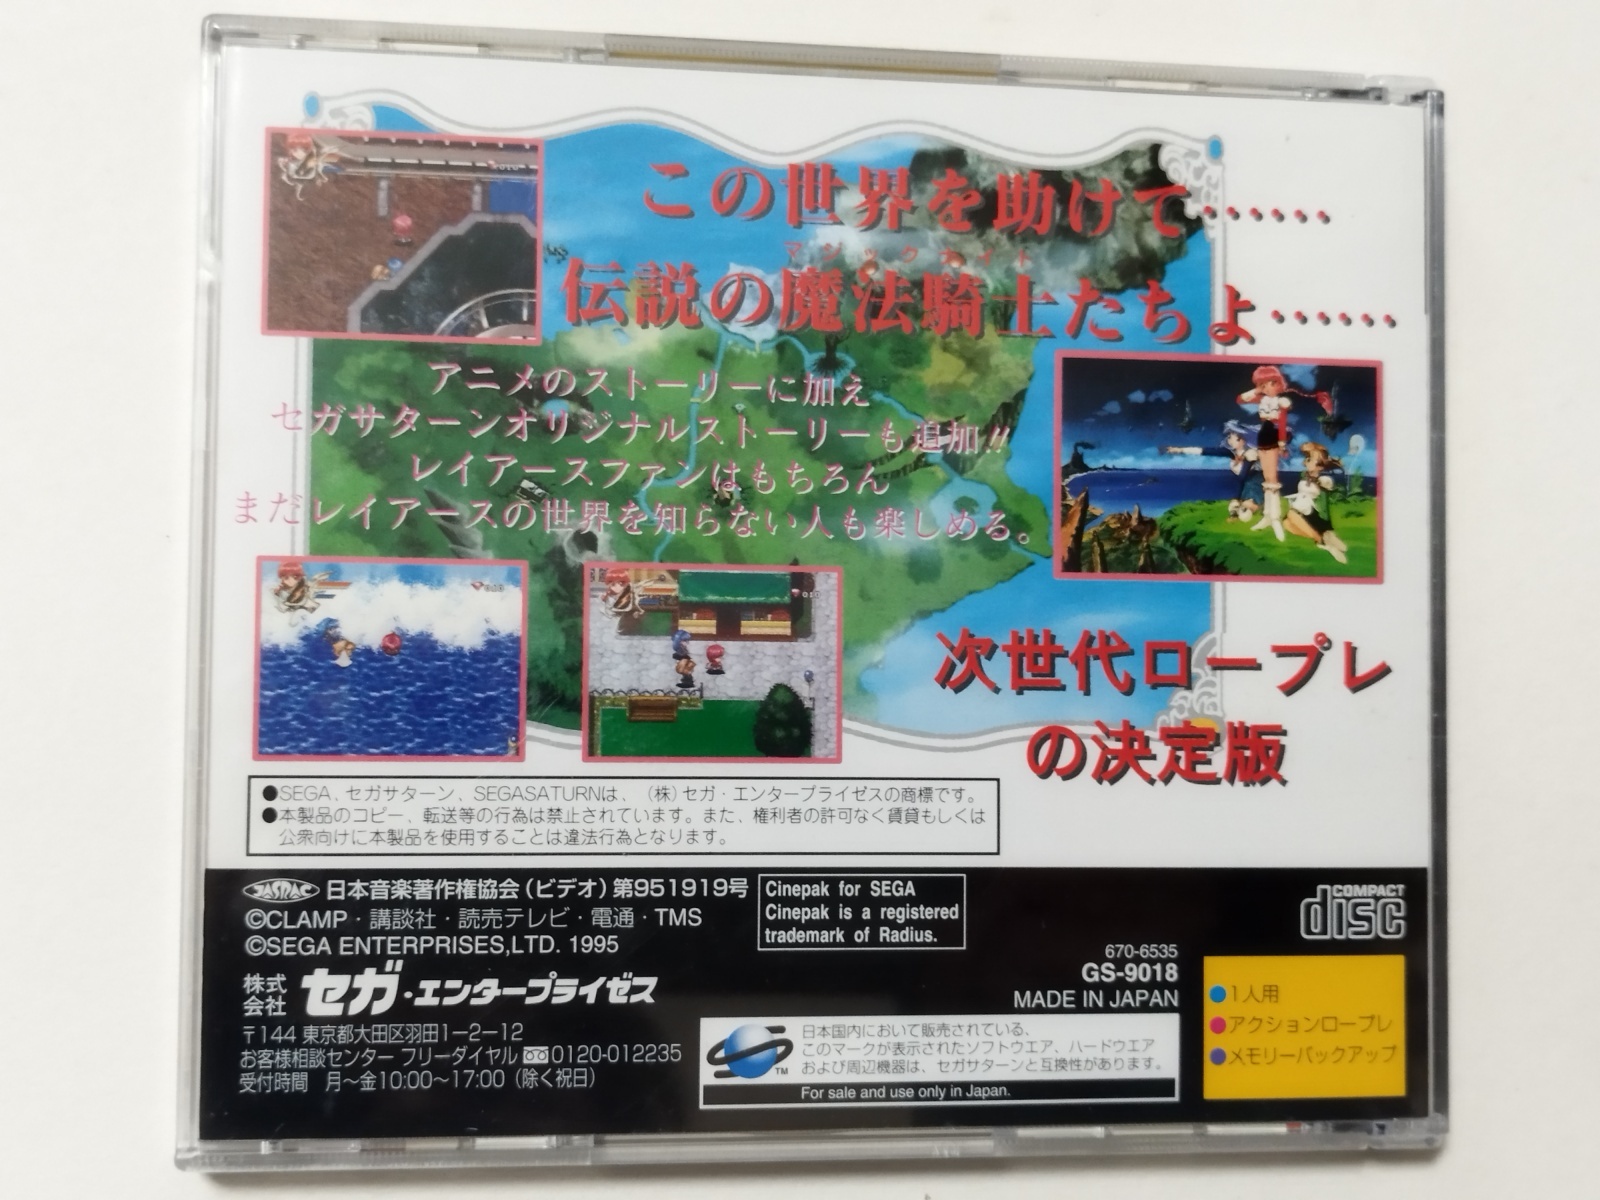 この世界を助けて……
マジックナイト
伝説の魔法騎士たちよ……
アニメのストーリーに加え
セガサターンオリジナルストーリーも追加!!
レイアースファンはもちろん
まだレイアースの世界を知らない人も楽しめる。
次世代ロープレ
の決定版
●SEGA、セガサターン、SEGASATURNは、(株)セガ・エンタープライゼスの商標です。
●本製品のコピー、転送等の行為は禁止されています。また、権利者の許可なく賃貸もしくは
公衆向けに本製品を使用することは違法行為となります。
JASRAC 日本音楽著作権協会(ビデオ)第951919号
©CLAMP・講談社・読売テレビ・電通・TMS
©SEGA ENTERPRISES,LTD. 1995
Cinepak for SEGA
Cinepak is a registered
trademark of Radius.
株式会社 セガ・エンタープライゼス
〒144 東京都大田区羽田1-2-12
お客様相談センター フリーダイヤル 0120-012235
受付時間 月〜金10:00〜17:00(除く祝日)
COMPACT
disc
670-6535
GS-9018
MADE IN JAPAN
TM
日本国内において販売されている、
このマークが表示されたソフトウエア、ハードウエア
および周辺機器は、セガサターンと互換性があります。
For sale and use only in Japan.
●1人用
●アクションロープレ
●メモリーバックアップ